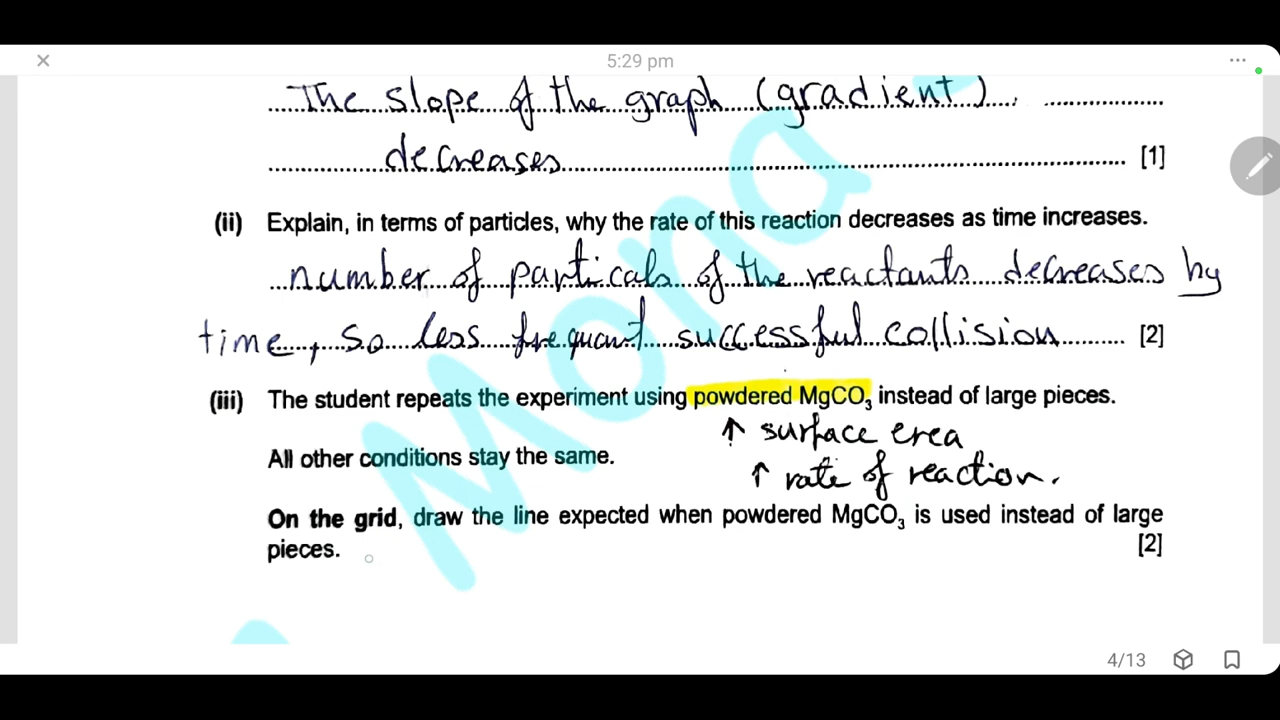 5:29 pm
The slope of the graph (gradient)
decreases [1]
(ii) Explain, in terms of particles, why the rate of this reaction decreases as time increases.
number of particals of the reactants decreases by
time, so less frequant successful collision [2]
(iii) The student repeats the experiment using powdered MgCO₃ instead of large pieces.
↑ surface erea
All other conditions stay the same.
↑ rate of reaction.
On the grid, draw the line expected when powdered MgCO₃ is used instead of large
pieces. [2]
Mona
4/13